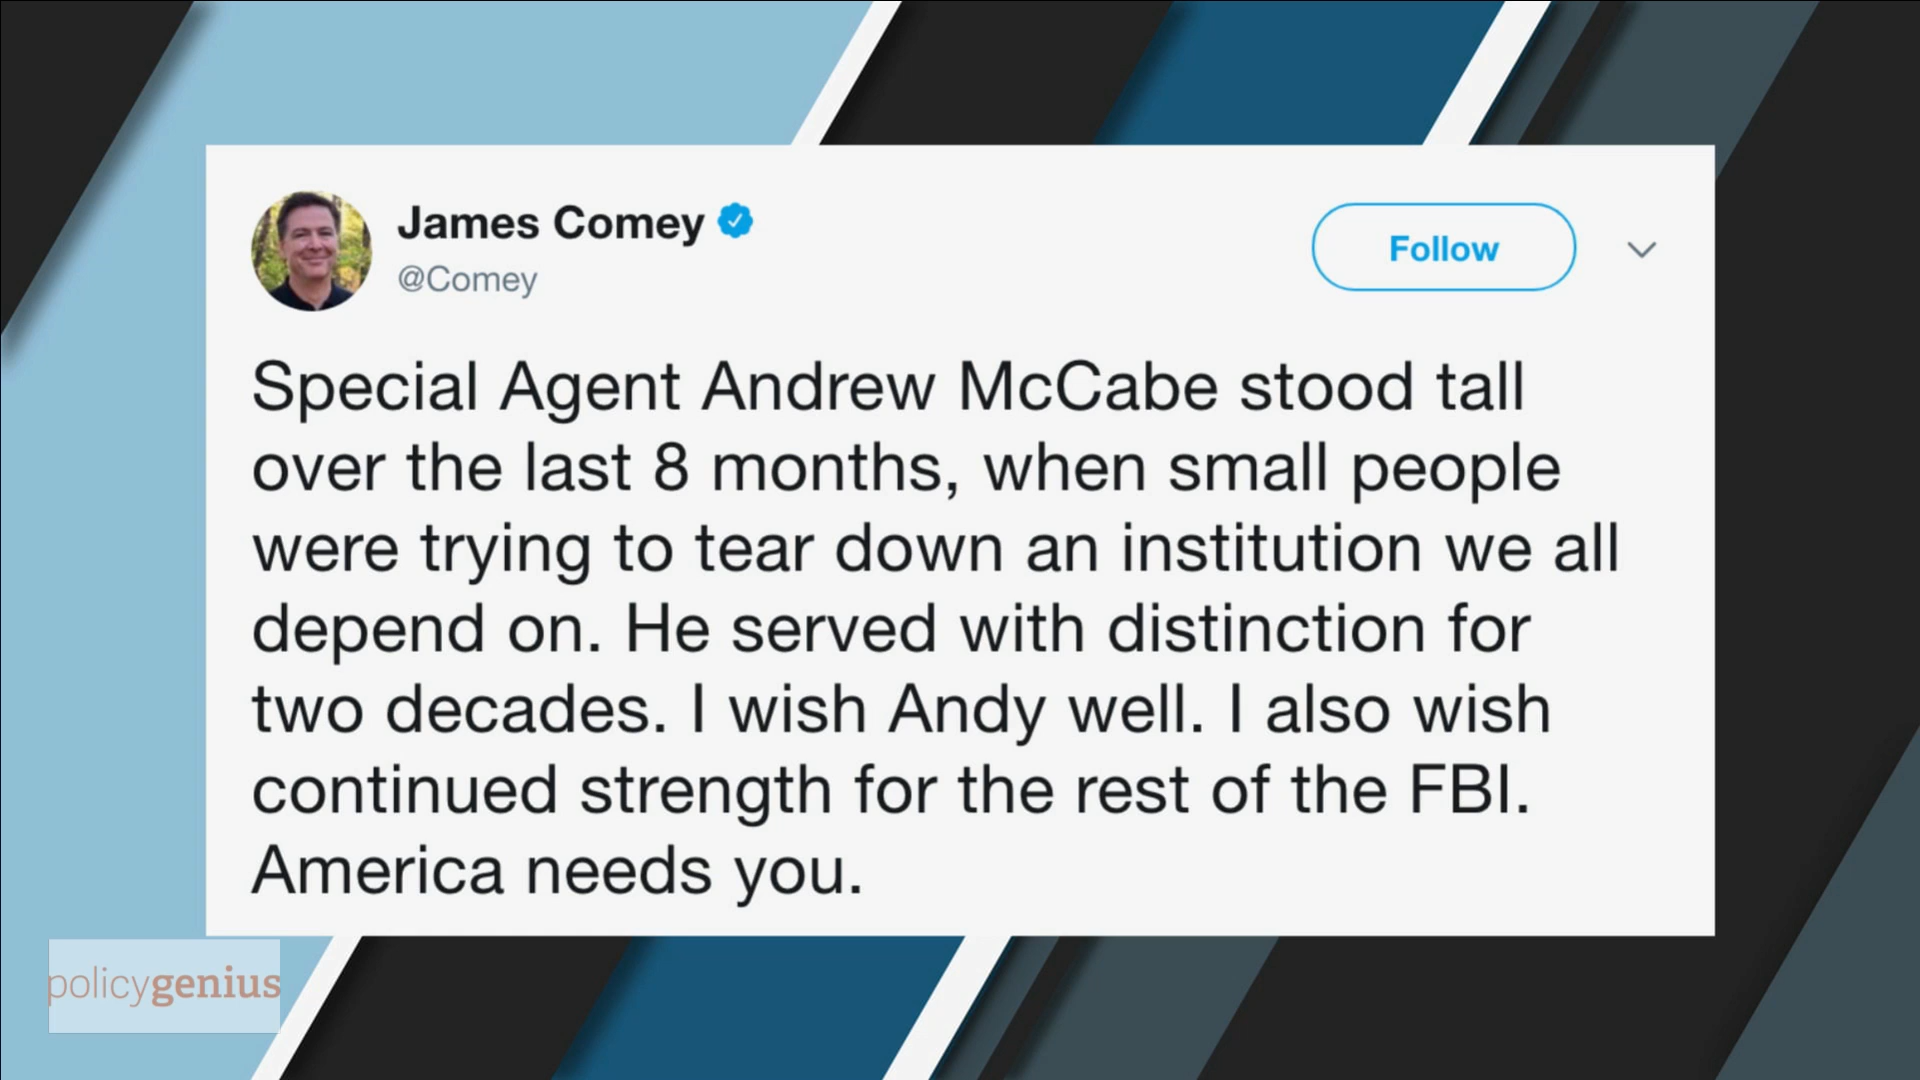 James Comey
@Comey
Follow
Special Agent Andrew McCabe stood tall
over the last 8 months, when small people
were trying to tear down an institution we all
depend on. He served with distinction for
two decades. I wish Andy well. I also wish
continued strength for the rest of the FBI.
America needs you.
policygenius